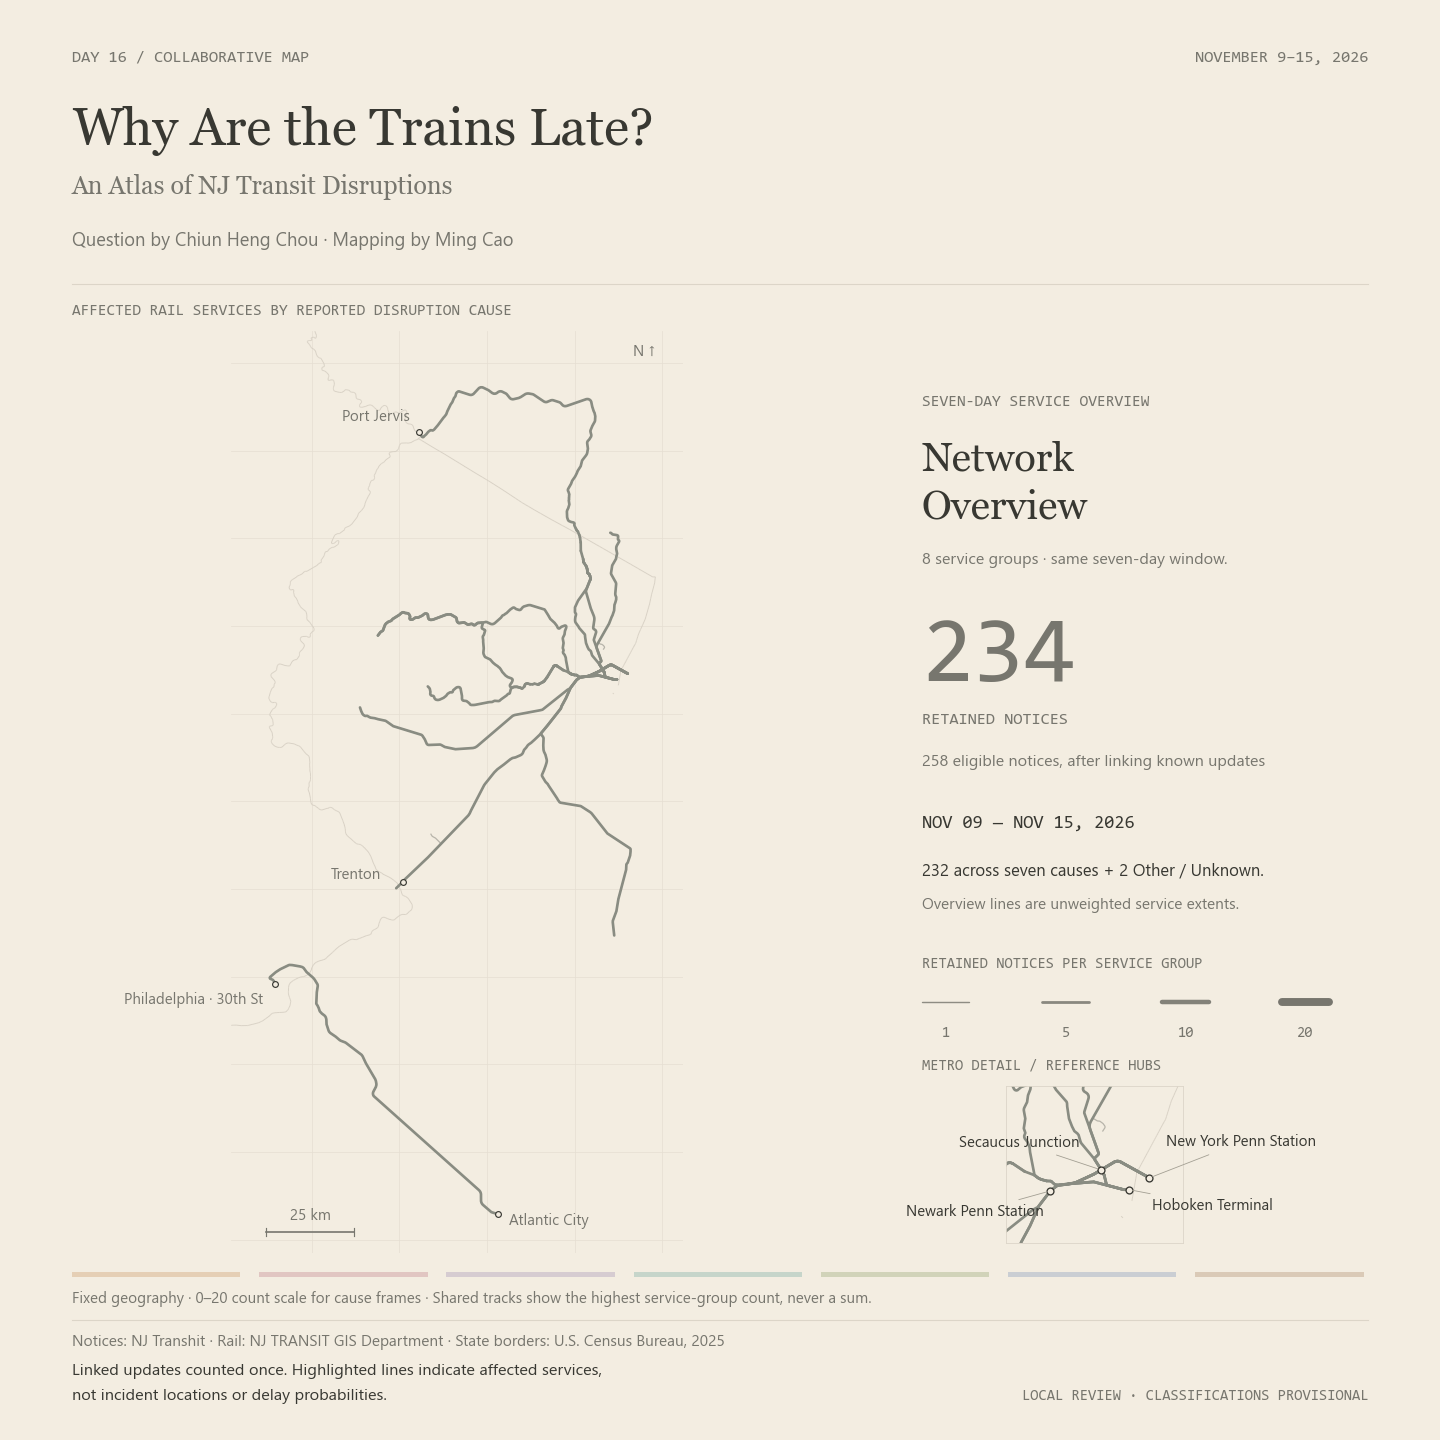 DAY 16 / COLLABORATIVE MAP
NOVEMBER 9–15, 2026
Why Are the Trains Late?
An Atlas of NJ Transit Disruptions
Question by Chiun Heng Chou · Mapping by Ming Cao
AFFECTED RAIL SERVICES BY REPORTED DISRUPTION CAUSE
N ↑
Port Jervis
Trenton
Philadelphia · 30th St
Atlantic City
25 km
SEVEN-DAY SERVICE OVERVIEW
Network
Overview
8 service groups · same seven-day window.
234
RETAINED NOTICES
258 eligible notices, after linking known updates
NOV 09 — NOV 15, 2026
232 across seven causes + 2 Other / Unknown.
Overview lines are unweighted service extents.
RETAINED NOTICES PER SERVICE GROUP
1 5 10 20
METRO DETAIL / REFERENCE HUBS
Secaucus Junction
New York Penn Station
Newark Penn Station
Hoboken Terminal
Fixed geography · 0–20 count scale for cause frames · Shared tracks show the highest service-group count, never a sum.
Notices: NJ Transhit · Rail: NJ TRANSIT GIS Department · State borders: U.S. Census Bureau, 2025
Linked updates counted once. Highlighted lines indicate affected services,
not incident locations or delay probabilities.
LOCAL REVIEW · CLASSIFICATIONS PROVISIONAL